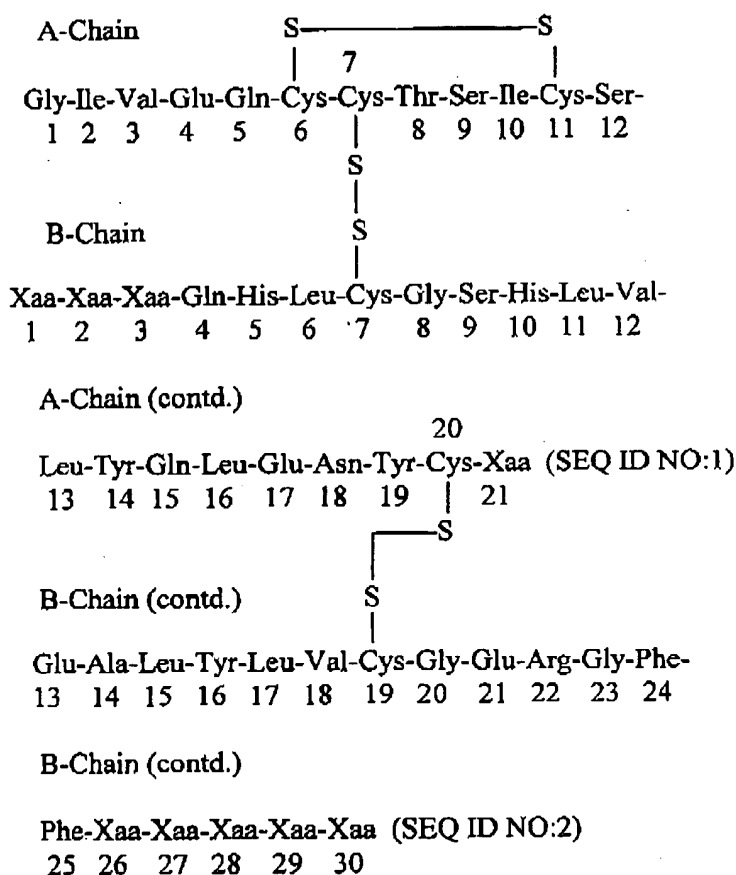 A-Chain S S
7
Gly-Ile-Val-Glu-Gln-Cys-Cys-Thr-Ser-Ile-Cys-Ser-
1 2 3 4 5 6 8 9 10 11 12
S
S
B-Chain
Xaa-Xaa-Xaa-Gln-His-Leu-Cys-Gly-Ser-His-Leu-Val-
1 2 3 4 5 6 7 8 9 10 11 12
A-Chain (contd.)
20
Leu-Tyr-Gln-Leu-Glu-Asn-Tyr-Cys-Xaa (SEQ ID NO:1)
13 14 15 16 17 18 19 21
S
B-Chain (contd.) S
Glu-Ala-Leu-Tyr-Leu-Val-Cys-Gly-Glu-Arg-Gly-Phe-
13 14 15 16 17 18 19 20 21 22 23 24
B-Chain (contd.)
Phe-Xaa-Xaa-Xaa-Xaa-Xaa (SEQ ID NO:2)
25 26 27 28 29 30